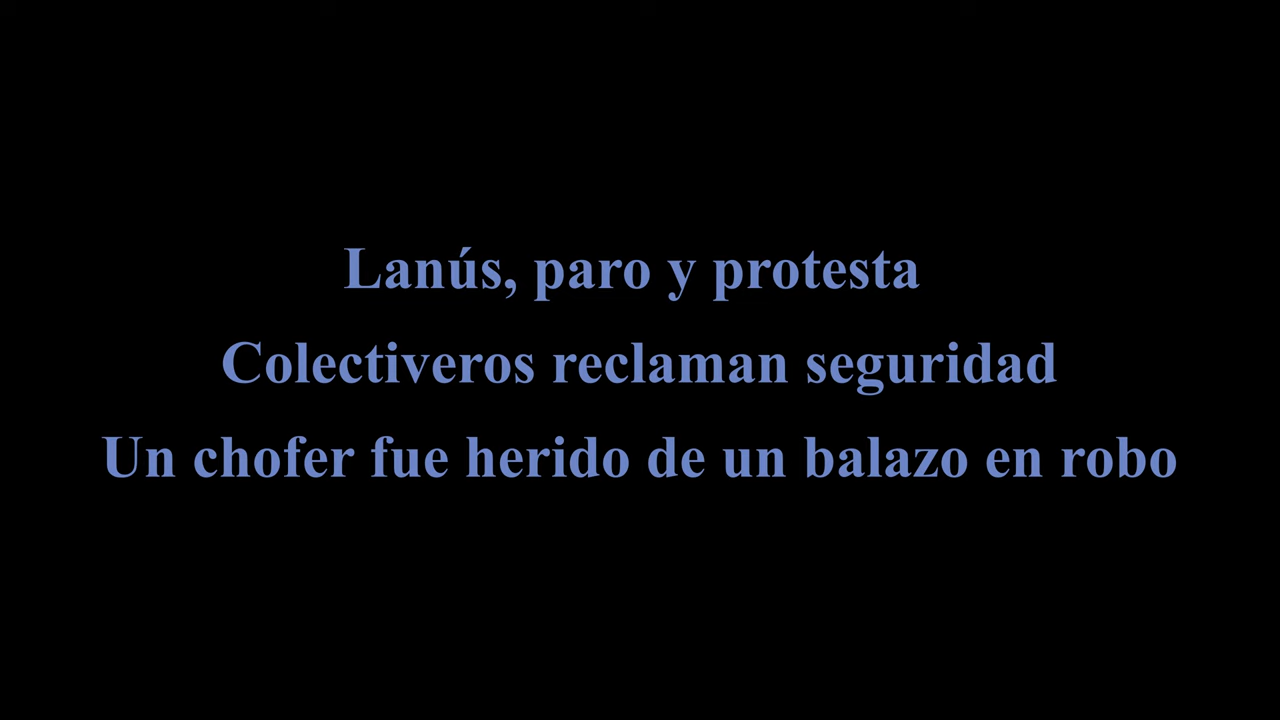 Lanús, paro y protesta
Colectiveros reclaman seguridad
Un chofer fue herido de un balazo en robo